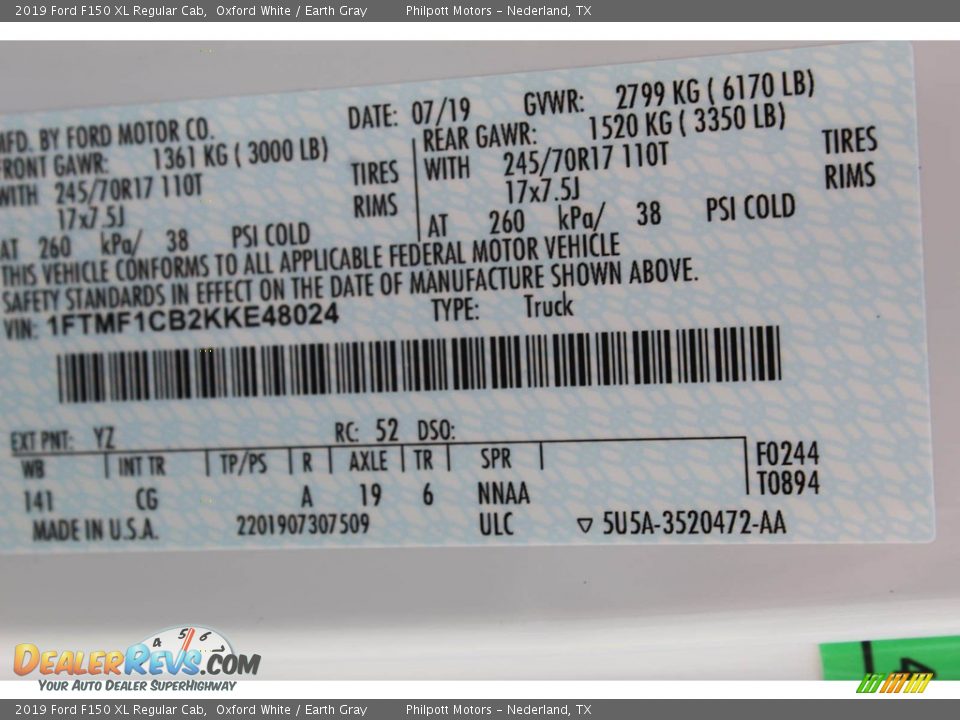 2019 Ford F150 XL Regular Cab, Oxford White / Earth Gray Philpott Motors - Nederland, TX
MFD. BY FORD MOTOR CO. DATE: 07/19 GVWR: 2799 KG ( 6170 LB)
FRONT GAWR: 1361 KG ( 3000 LB) REAR GAWR: 1520 KG ( 3350 LB)
WITH 245/70R17 110T TIRES WITH 245/70R17 110T TIRES
17x7.5J RIMS 17x7.5J RIMS
AT 260 kPa/ 38 PSI COLD AT 260 kPa/ 38 PSI COLD
THIS VEHICLE CONFORMS TO ALL APPLICABLE FEDERAL MOTOR VEHICLE
SAFETY STANDARDS IN EFFECT ON THE DATE OF MANUFACTURE SHOWN ABOVE.
VIN: 1FTMF1CB2KKE48024 TYPE: Truck
EXT PNT: YZ RC: 52 DSO:
WB INT TR TP/PS R AXLE TR SPR F0244
141 CG A 19 6 NNAA T0894
MADE IN U.S.A. 2201907307509 ULC ▽ 5U5A-3520472-AA
4 5 6
DEALERREVS.COM
YOUR AUTO DEALER SUPERHIGHWAY
2019 Ford F150 XL Regular Cab, Oxford White / Earth Gray Philpott Motors - Nederland, TX